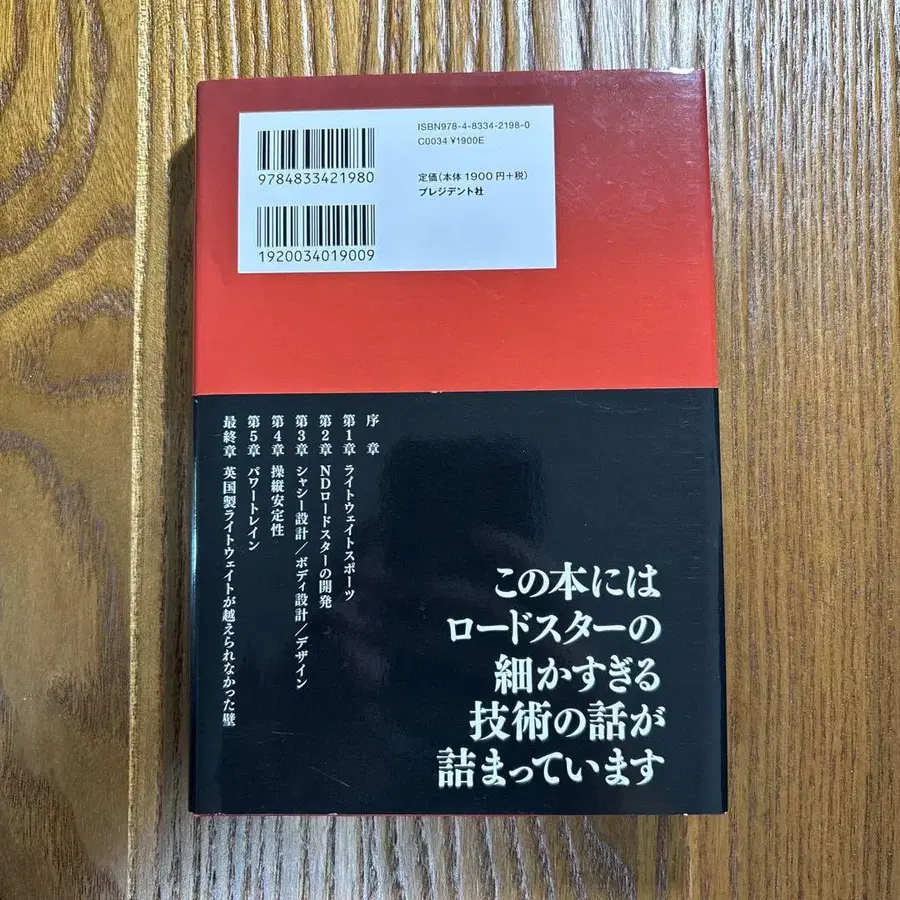 ISBN978-4-8334-2198-0
C0034 ¥1900E
9784833421980
定価(本体1900円+税)
プレジデント社
1920034019009
序 章
第1章 ライトウェイトスポーツ
第2章 NDロードスターの開発
第3章 シャシー設計/ボディ設計/デザイン
第4章 操縦安定性
第5章 パワートレイン
最終章 英国製ライトウェイトが越えられなかった壁
この本には
ロードスターの
細かすぎる
技術の話が
詰まっています